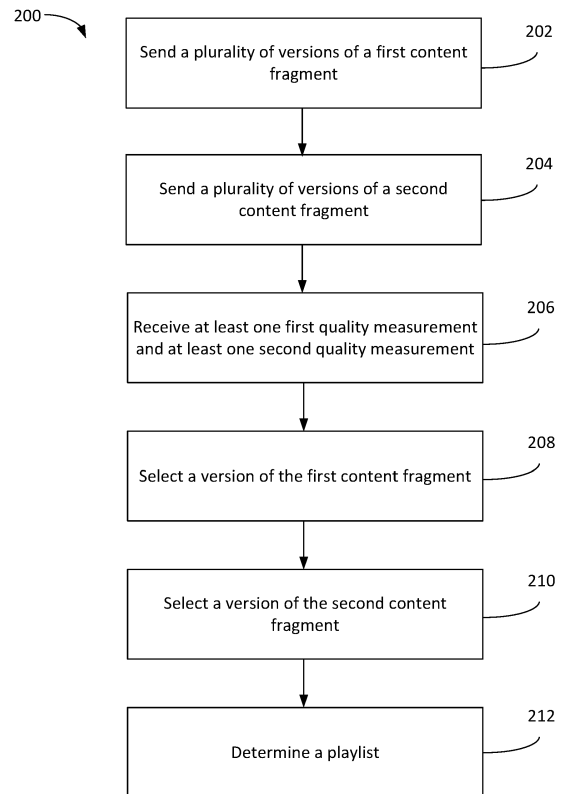 200
202
Send a plurality of versions of a first content
fragment
204
Send a plurality of versions of a second
content fragment
206
Receive at least one first quality measurement
and at least one second quality measurement
208
Select a version of the first content fragment
210
Select a version of the second content
fragment
212
Determine a playlist